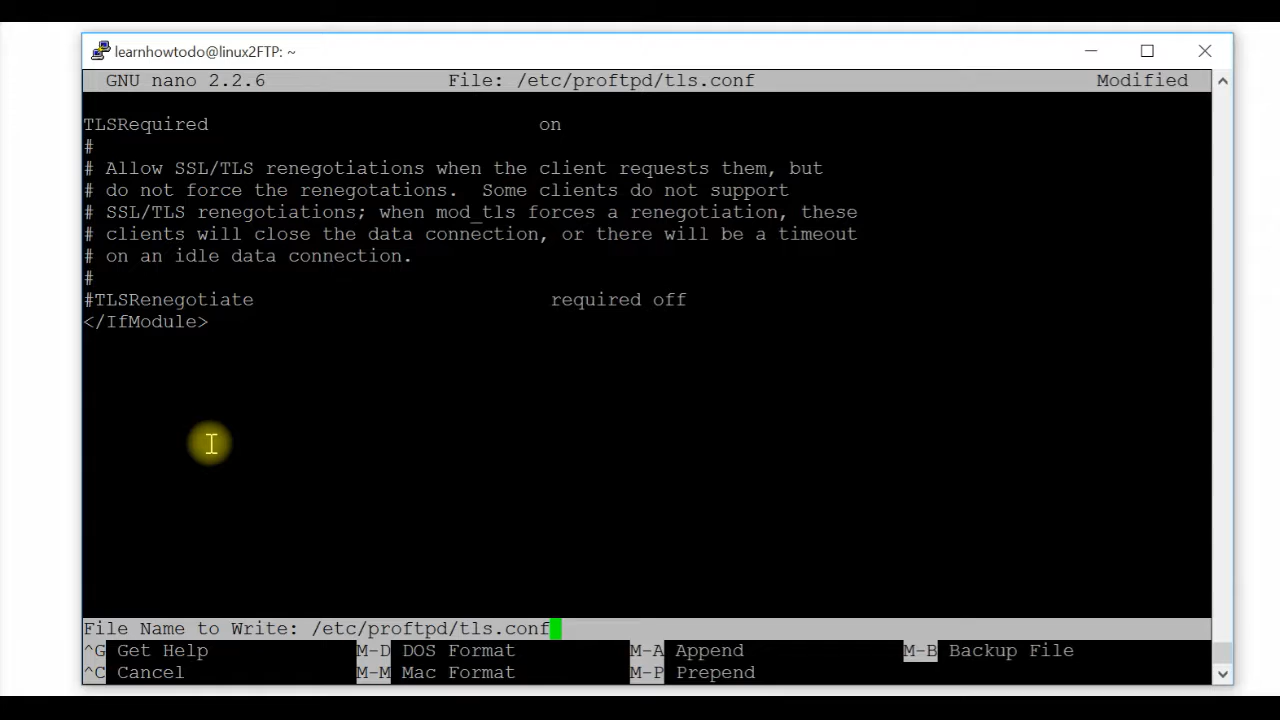 learnhowtodo@linux2FTP: ~
GNU nano 2.2.6 File: /etc/proftpd/tls.conf Modified
TLSRequired on
#
# Allow SSL/TLS renegotiations when the client requests them, but
# do not force the renegotations. Some clients do not support
# SSL/TLS renegotiations; when mod_tls forces a renegotiation, these
# clients will close the data connection, or there will be a timeout
# on an idle data connection.
#
#TLSRenegotiate required off
</IfModule>
File Name to Write: /etc/proftpd/tls.conf
^G Get Help M-D DOS Format M-A Append M-B Backup File
^C Cancel M-M Mac Format M-P Prepend